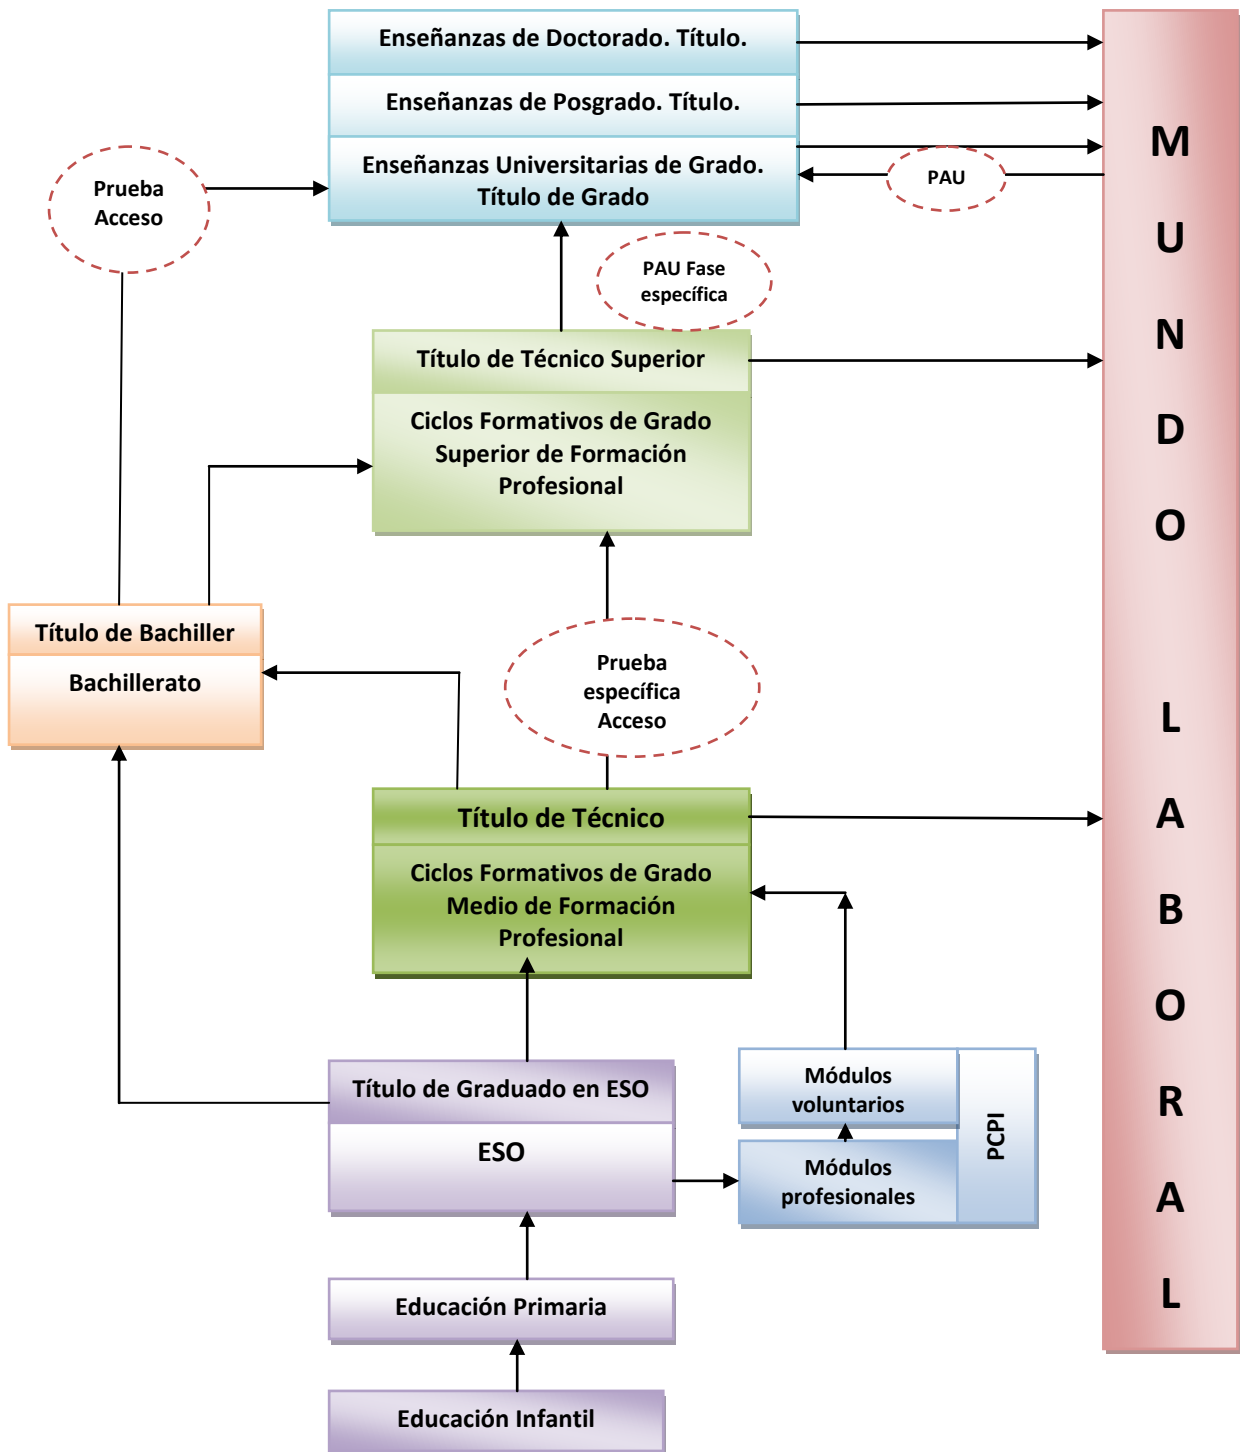 Enseñanzas de Doctorado. Título.
Enseñanzas de Posgrado. Título.
Enseñanzas Universitarias de Grado.
Título de Grado
Prueba
Acceso
PAU
PAU Fase
específica
Título de Técnico Superior
Ciclos Formativos de Grado
Superior de Formación
Profesional
Título de Bachiller
Bachillerato
Prueba
específica
Acceso
Título de Técnico
Ciclos Formativos de Grado
Medio de Formación
Profesional
Título de Graduado en ESO
ESO
Módulos
voluntarios
Módulos
profesionales
PCPI
Educación Primaria
Educación Infantil
M
U
N
D
O
L
A
B
O
R
A
L